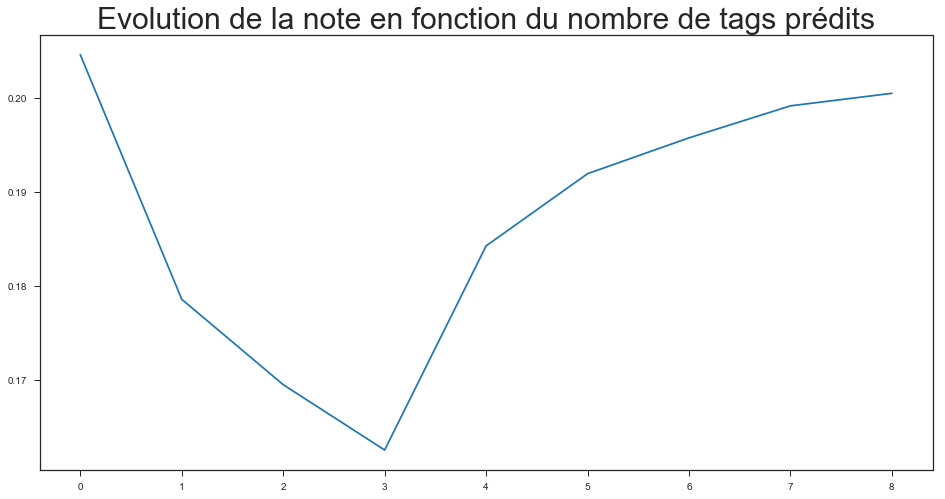 Evolution de la note en fonction du nombre de tags prédits
0.20
0.19
0.18
0.17
0 1 2 3 4 5 6 7 8